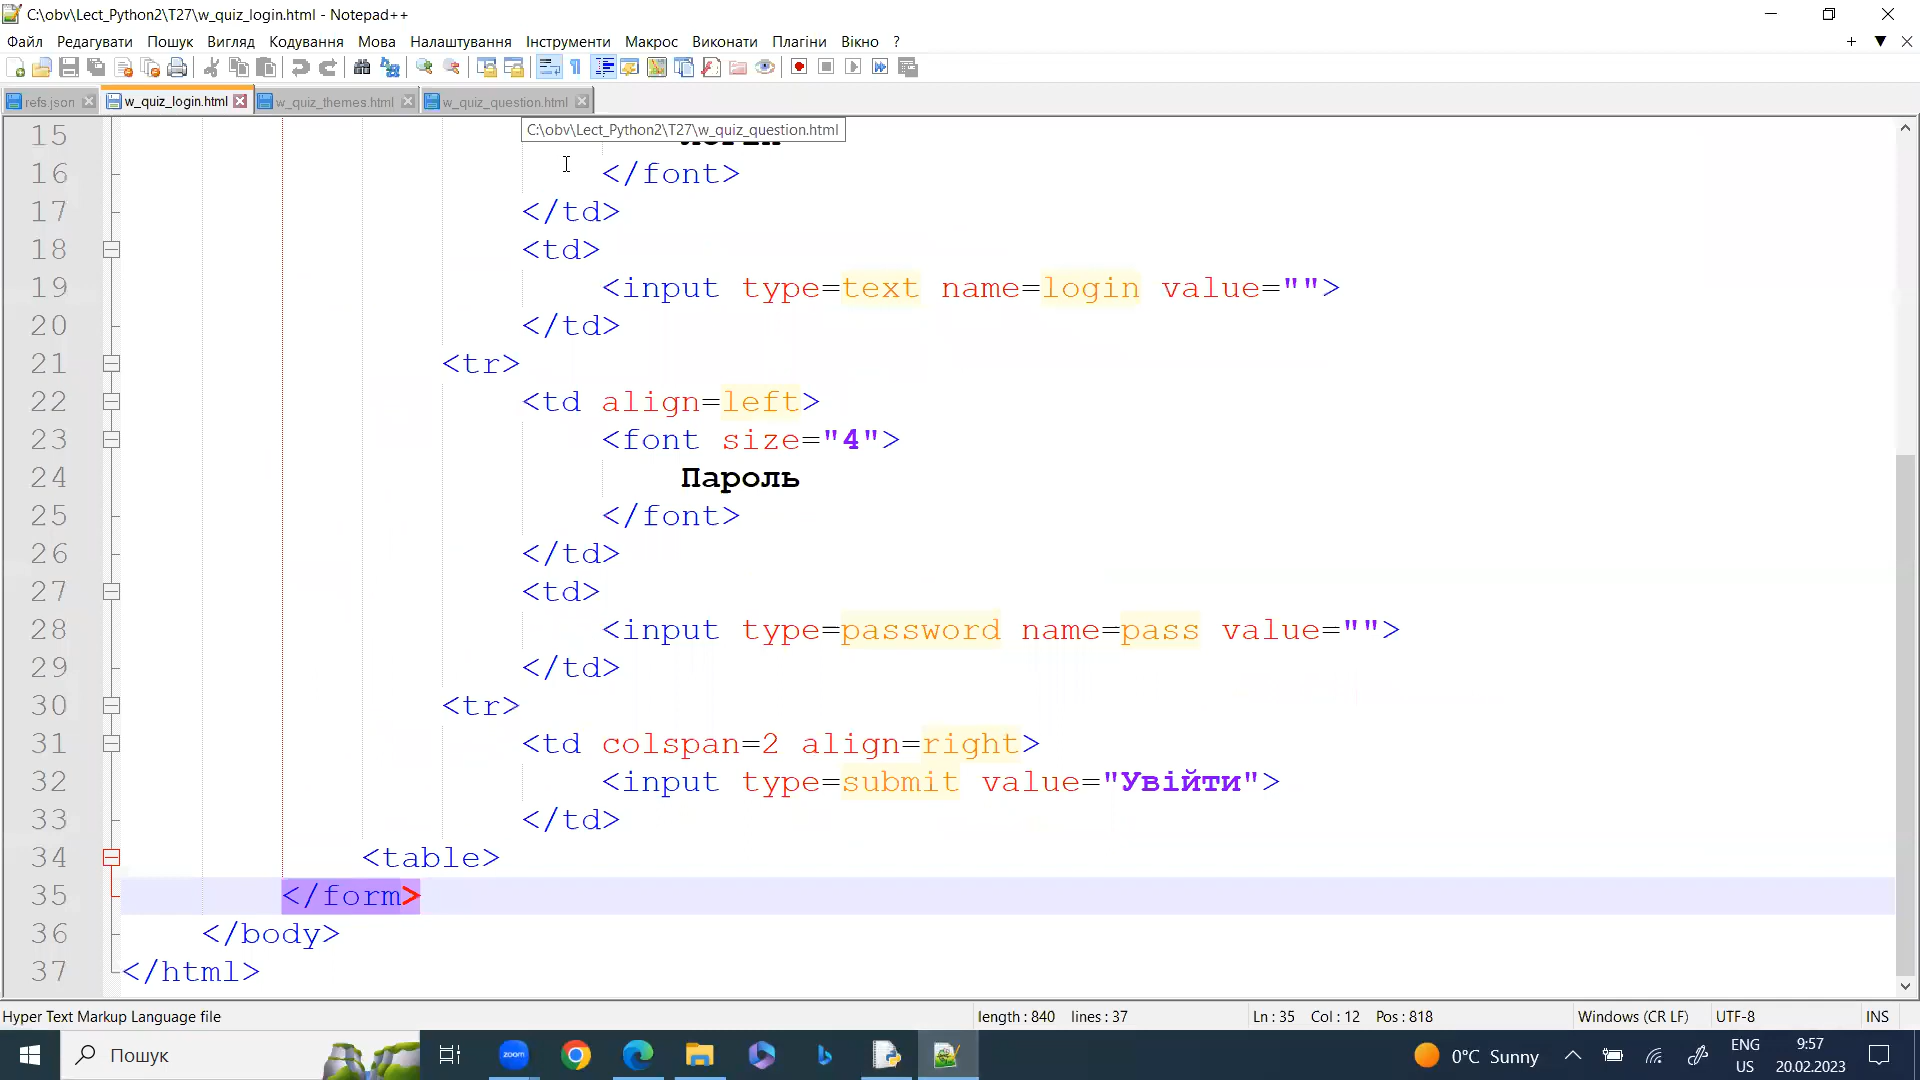 C:\obv\Lect_Python2\T27\w_quiz_login.html - Notepad++
Файл Редагувати Пошук Вигляд Кодування Мова Налаштування Інструменти Макрос Виконати Плагіни Вікно ?
refs.json w_quiz_login.html w_quiz_themes.html w_quiz_question.html
C:\obv\Lect_Python2\T27\w_quiz_question.html
15
16 </font>
17 </td>
18 <td>
19 <input type=text name=login value="">
20 </td>
21 <tr>
22 <td align=left>
23 <font size="4">
24 Пароль
25 </font>
26 </td>
27 <td>
28 <input type=password name=pass value="">
29 </td>
30 <tr>
31 <td colspan=2 align=right>
32 <input type=submit value="Увійти">
33 </td>
34 <table>
35 </form>
36 </body>
37 </html>
Hyper Text Markup Language file length : 840 lines : 37 Ln : 35 Col : 12 Pos : 818 Windows (CR LF) UTF-8 INS
Пошук zoom 0°C Sunny ENG US 9:57 20.02.2023